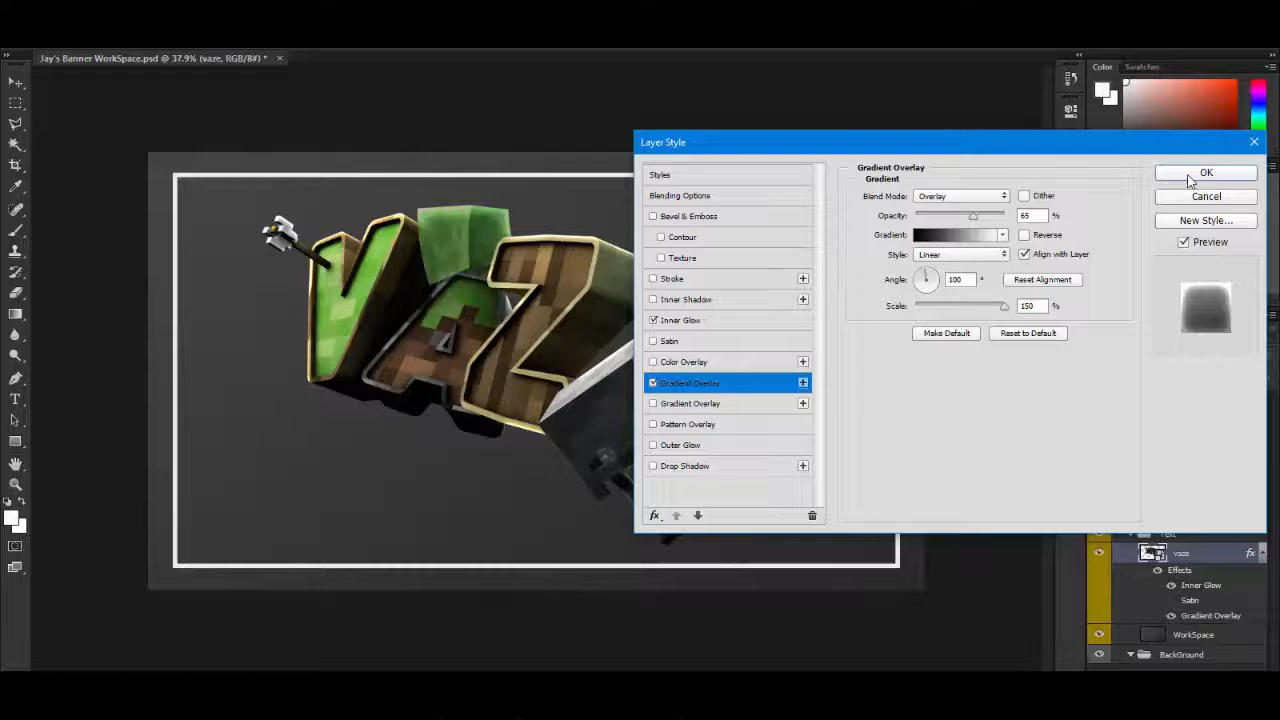 Jay's Banner WorkSpace.psd @ 37.9% (vaze, RGB/8#) *
Color
Swatches
Layer Style
Styles
Blending Options
Bevel & Emboss
Contour
Texture
Stroke
Inner Shadow
Inner Glow
Satin
Color Overlay
Gradient Overlay
Gradient Overlay
Pattern Overlay
Outer Glow
Drop Shadow
fx
Gradient Overlay
Gradient
Blend Mode: Overlay
Dither
Opacity: 65 %
Gradient:
Reverse
Style: Linear
Align with Layer
Angle: 100 °
Reset Alignment
Scale: 150 %
Make Default
Reset to Default
OK
Cancel
New Style...
Preview
VAZ
Text
vaze
fx
Effects
Inner Glow
Satin
Gradient Overlay
WorkSpace
BackGround